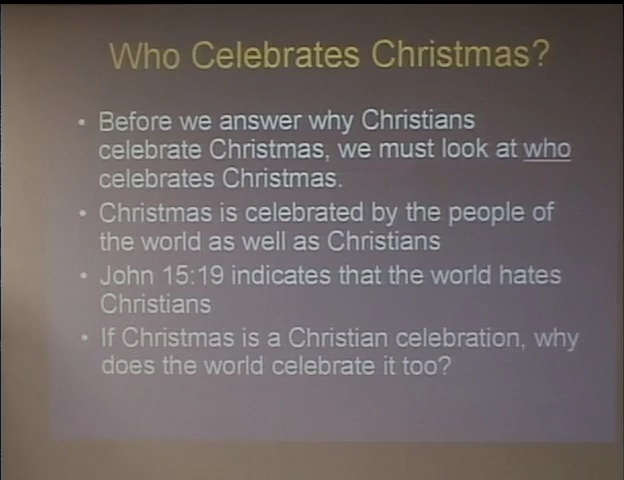 Who Celebrates Christmas?
• Before we answer why Christians
celebrate Christmas, we must look at who
celebrates Christmas.
• Christmas is celebrated by the people of
the world as well as Christians
• John 15:19 indicates that the world hates
Christians
• If Christmas is a Christian celebration, why
does the world celebrate it too?